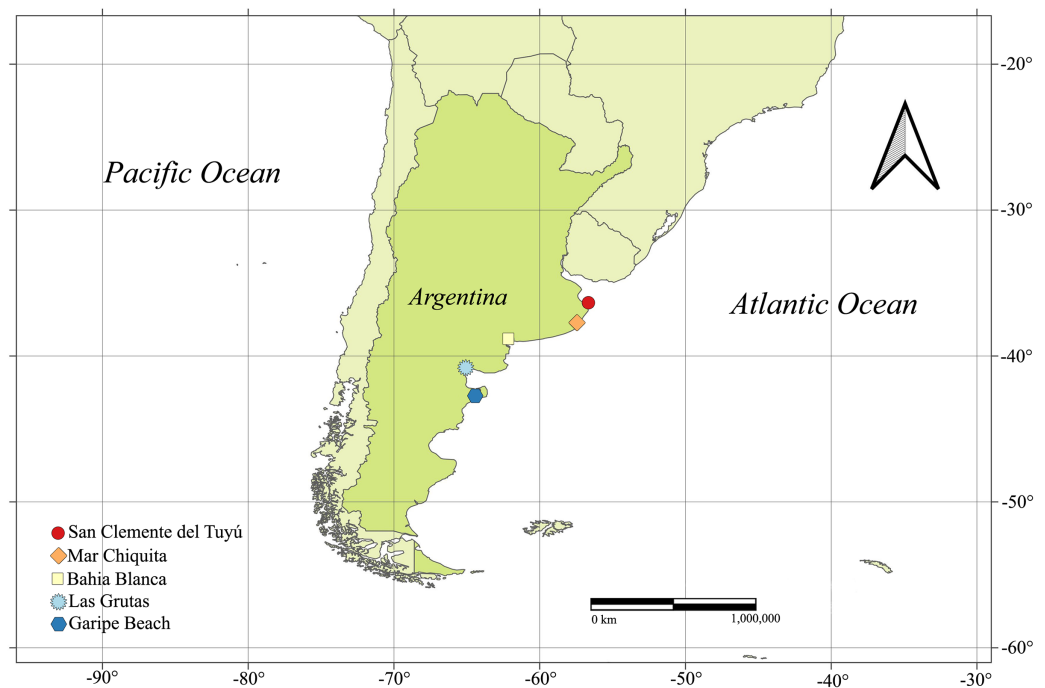 -20°
Pacific Ocean
-30°
Argentina
Atlantic Ocean
-40°
-50°
San Clemente del Tuyú
Mar Chiquita
Bahia Blanca
Las Grutas
Garipe Beach
0 km 1,000,000
-60°
-90° -80° -70° -60° -50° -40° -30°